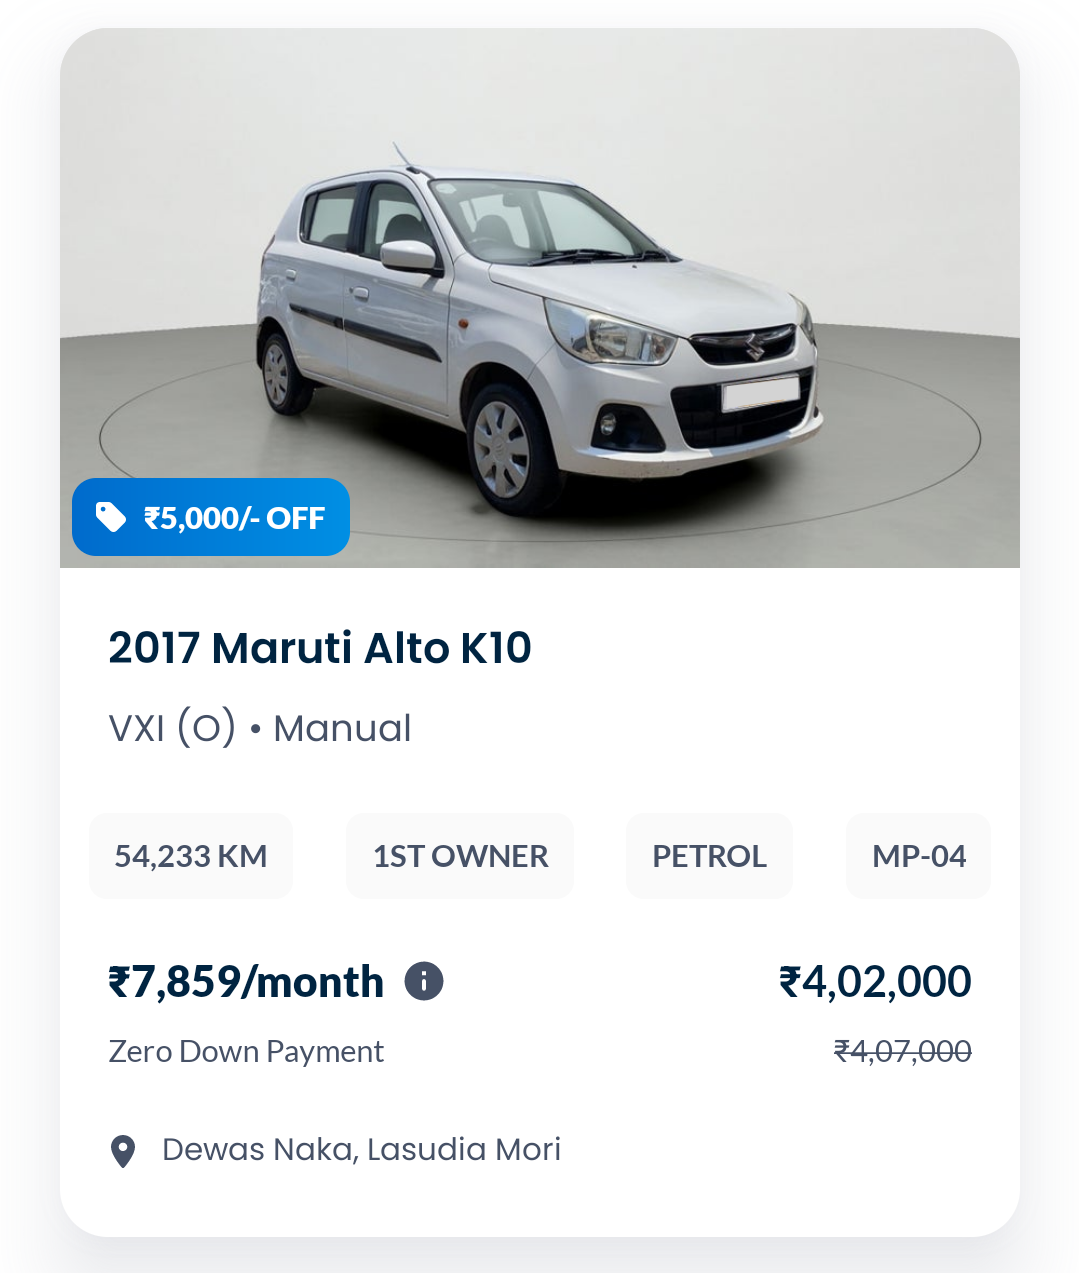 ₹5,000/- OFF
2017 Maruti Alto K10
VXI (O) • Manual
54,233 KM
1ST OWNER
PETROL
MP-04
₹7,859/month
₹4,02,000
Zero Down Payment
₹4,07,000
Dewas Naka, Lasudia Mori